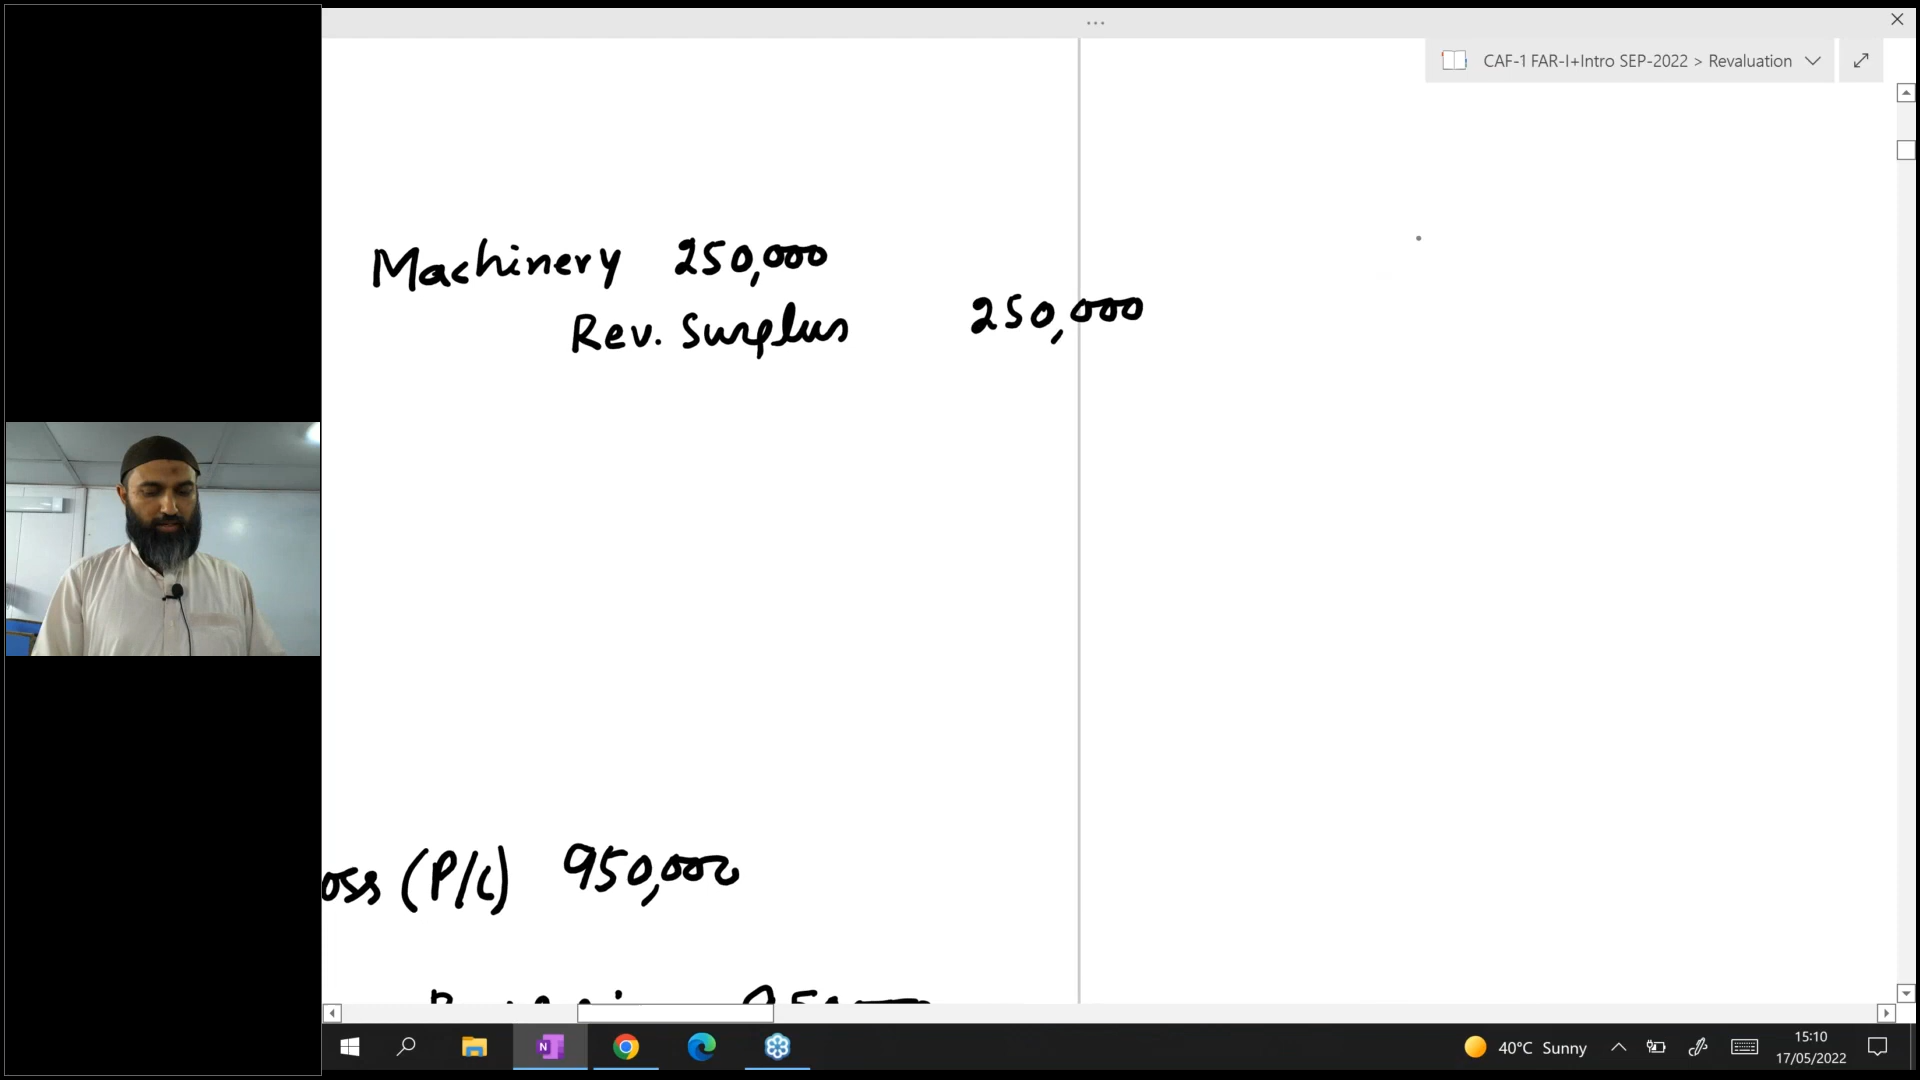 CAF-1 FAR-I+Intro SEP-2022 > Revaluation
Machinery 250,000
Rev. Surplus 250,000
oss (P/L) 950,000
40°C Sunny
15:10
17/05/2022